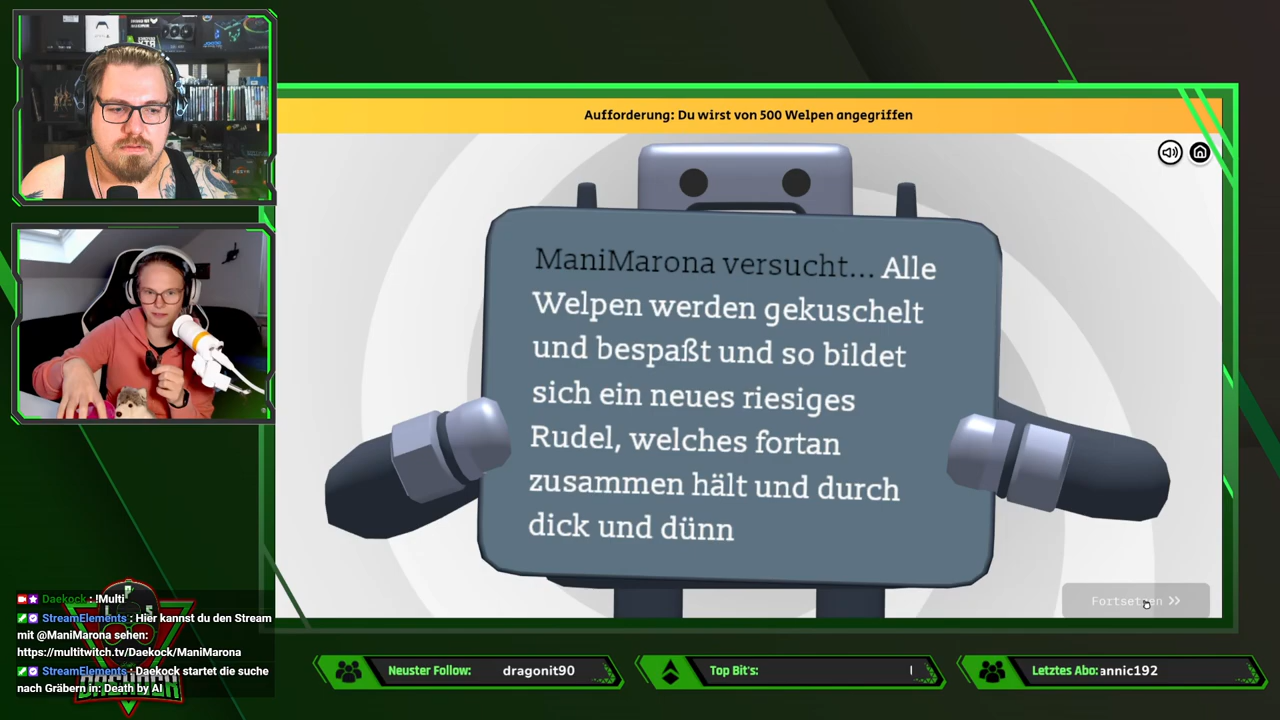 Aufforderung: Du wirst von 500 Welpen angegriffen
ManiMarona versucht... Alle
Welpen werden gekuschelt
und bespaßt und so bildet
sich ein neues riesiges
Rudel, welches fortan
zusammen hält und durch
dick und dünn
Fortsetzen >>
Daekock : !Multi
StreamElements : Hier kannst du den Stream
mit @ManiMarona sehen:
https://multitwitch.tv/Daekock/ManiMarona
StreamElements : Daekock startet die suche
nach Gräbern in: Death by AI
DAEKOCK
Neuster Follow: dragonit90
Top Bit's: l
Letztes Abo: annic192